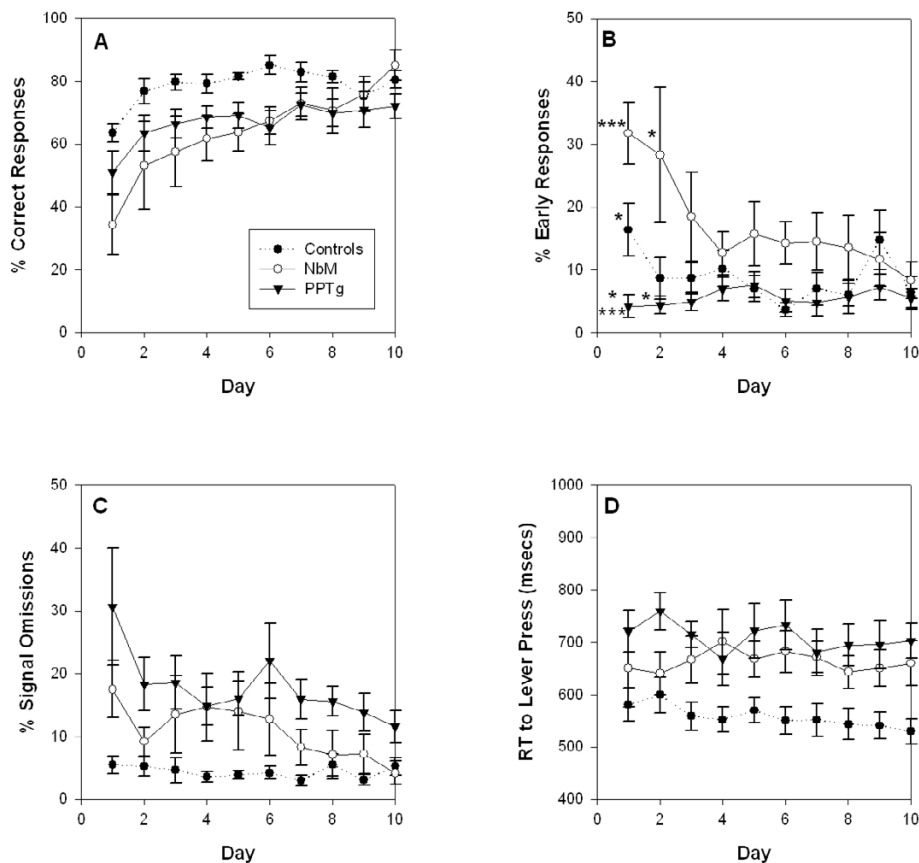 A
% Correct Responses
100
80
60
40
20
0
Controls
NbM
PPTg
0 2 4 6 8 10
Day
B
% Early Responses
50
40
30
20
10
0
***
*
*
*
*
***
0 2 4 6 8 10
Day
C
% Signal Omissions
50
40
30
20
10
0
0 2 4 6 8 10
Day
D
RT to Lever Press (msecs)
1000
900
800
700
600
500
400
0 2 4 6 8 10
Day